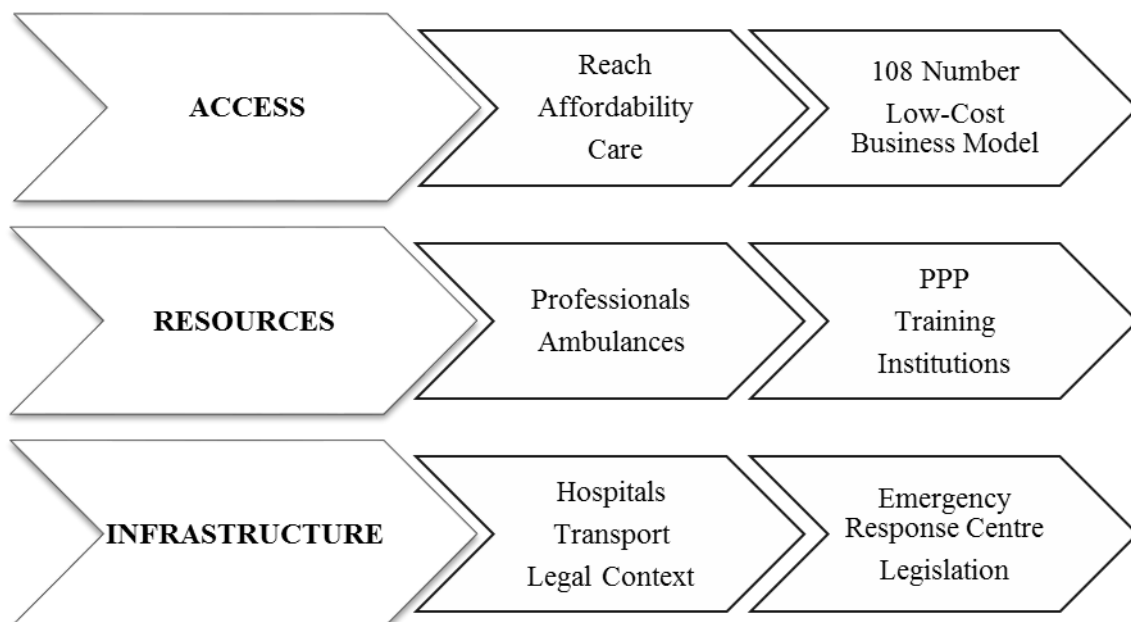 ACCESS
Reach
Affordability
Care
108 Number
Low-Cost
Business Model
RESOURCES
Professionals
Ambulances
PPP
Training
Institutions
INFRASTRUCTURE
Hospitals
Transport
Legal Context
Emergency
Response Centre
Legislation